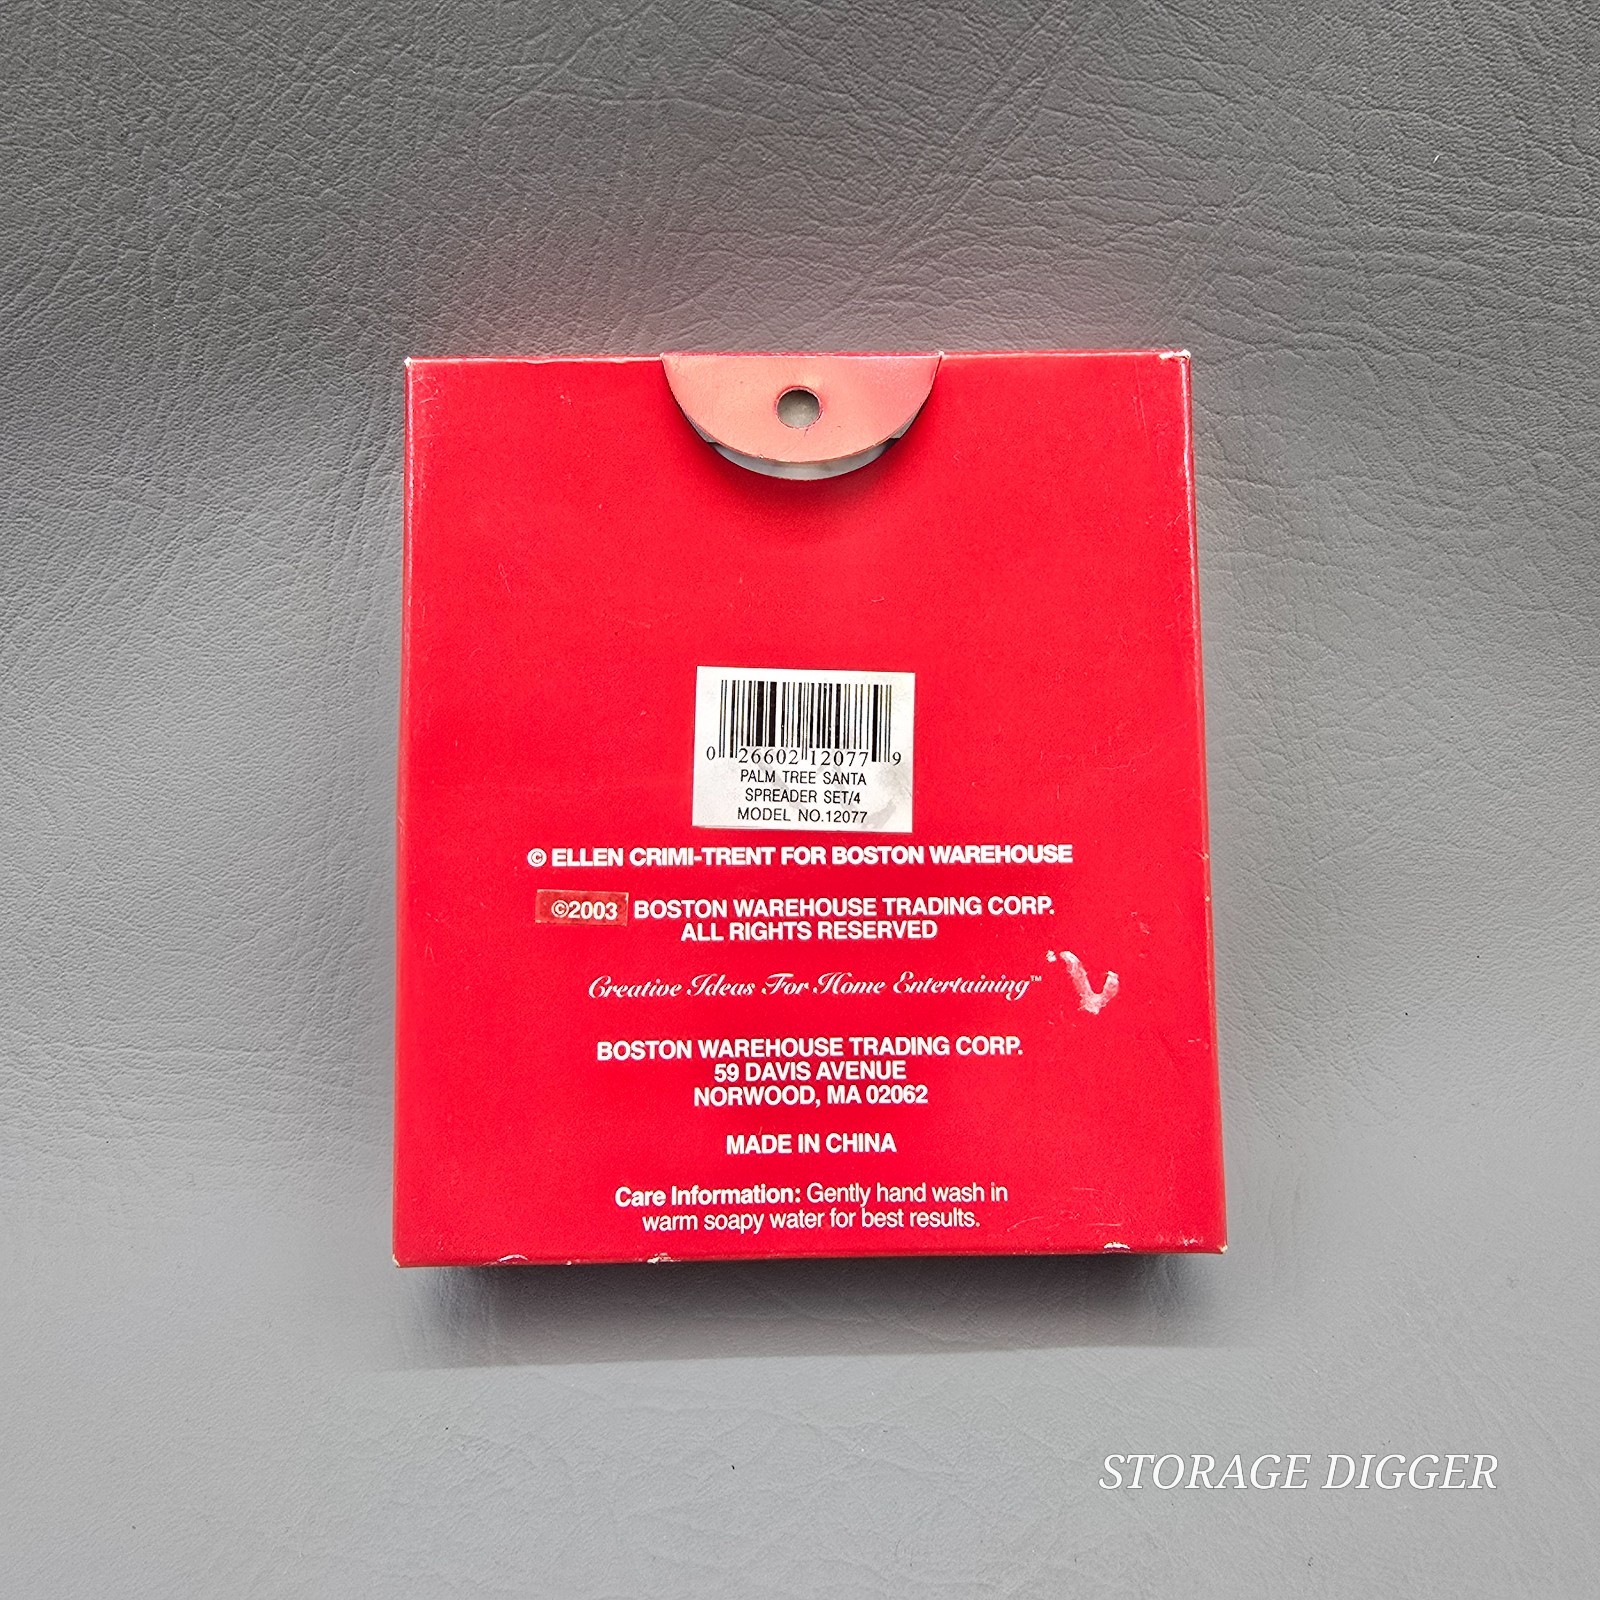 0 26602 12077 9
PALM TREE SANTA
SPREADER SET/4
MODEL NO.12077
© ELLEN CRIMI-TRENT FOR BOSTON WAREHOUSE
©2003 BOSTON WAREHOUSE TRADING CORP.
ALL RIGHTS RESERVED
Creative Ideas For Home Entertaining™
BOSTON WAREHOUSE TRADING CORP.
59 DAVIS AVENUE
NORWOOD, MA 02062
MADE IN CHINA
Care Information: Gently hand wash in
warm soapy water for best results.
STORAGE DIGGER